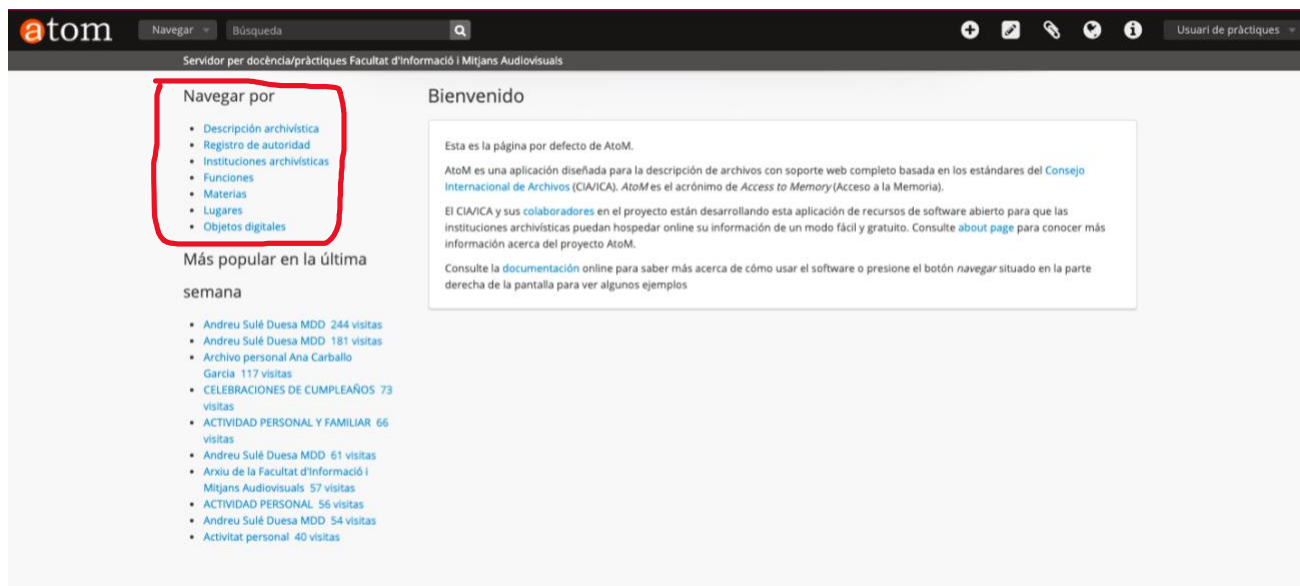 atom
Navegar
Búsqueda
Usuari de pràctiques
Servidor per docència/pràctiques Facultat d'Informació i Mitjans Audiovisuals
Navegar por
Descripción archivística
Registro de autoridad
Instituciones archivísticas
Funciones
Materias
Lugares
Objetos digitales
Más popular en la última
semana
Andreu Sulé Duesa MDD 244 visitas
Andreu Sulé Duesa MDD 181 visitas
Archivo personal Ana Carballo
Garcia 117 visitas
CELEBRACIONES DE CUMPLEAÑOS 73
visitas
ACTIVIDAD PERSONAL Y FAMILIAR 66
visitas
Andreu Sulé Duesa MDD 61 visitas
Arxiu de la Facultat d'Informació i
Mitjans Audiovisuals 57 visitas
ACTIVIDAD PERSONAL 56 visitas
Andreu Sulé Duesa MDD 54 visitas
Activitat personal 40 visitas
Bienvenido
Esta es la página por defecto de AtoM.
AtoM es una aplicación diseñada para la descripción de archivos con soporte web completo basada en los estándares del Consejo
Internacional de Archivos (CIA/ICA). AtoM es el acrónimo de Access to Memory (Acceso a la Memoria).
El CIA/ICA y sus colaboradores en el proyecto están desarrollando esta aplicación de recursos de software abierto para que las
instituciones archivísticas puedan hospedar online su información de un modo fácil y gratuito. Consulte about page para conocer más
información acerca del proyecto AtoM.
Consulte la documentación online para saber más acerca de cómo usar el software o presione el botón navegar situado en la parte
derecha de la pantalla para ver algunos ejemplos